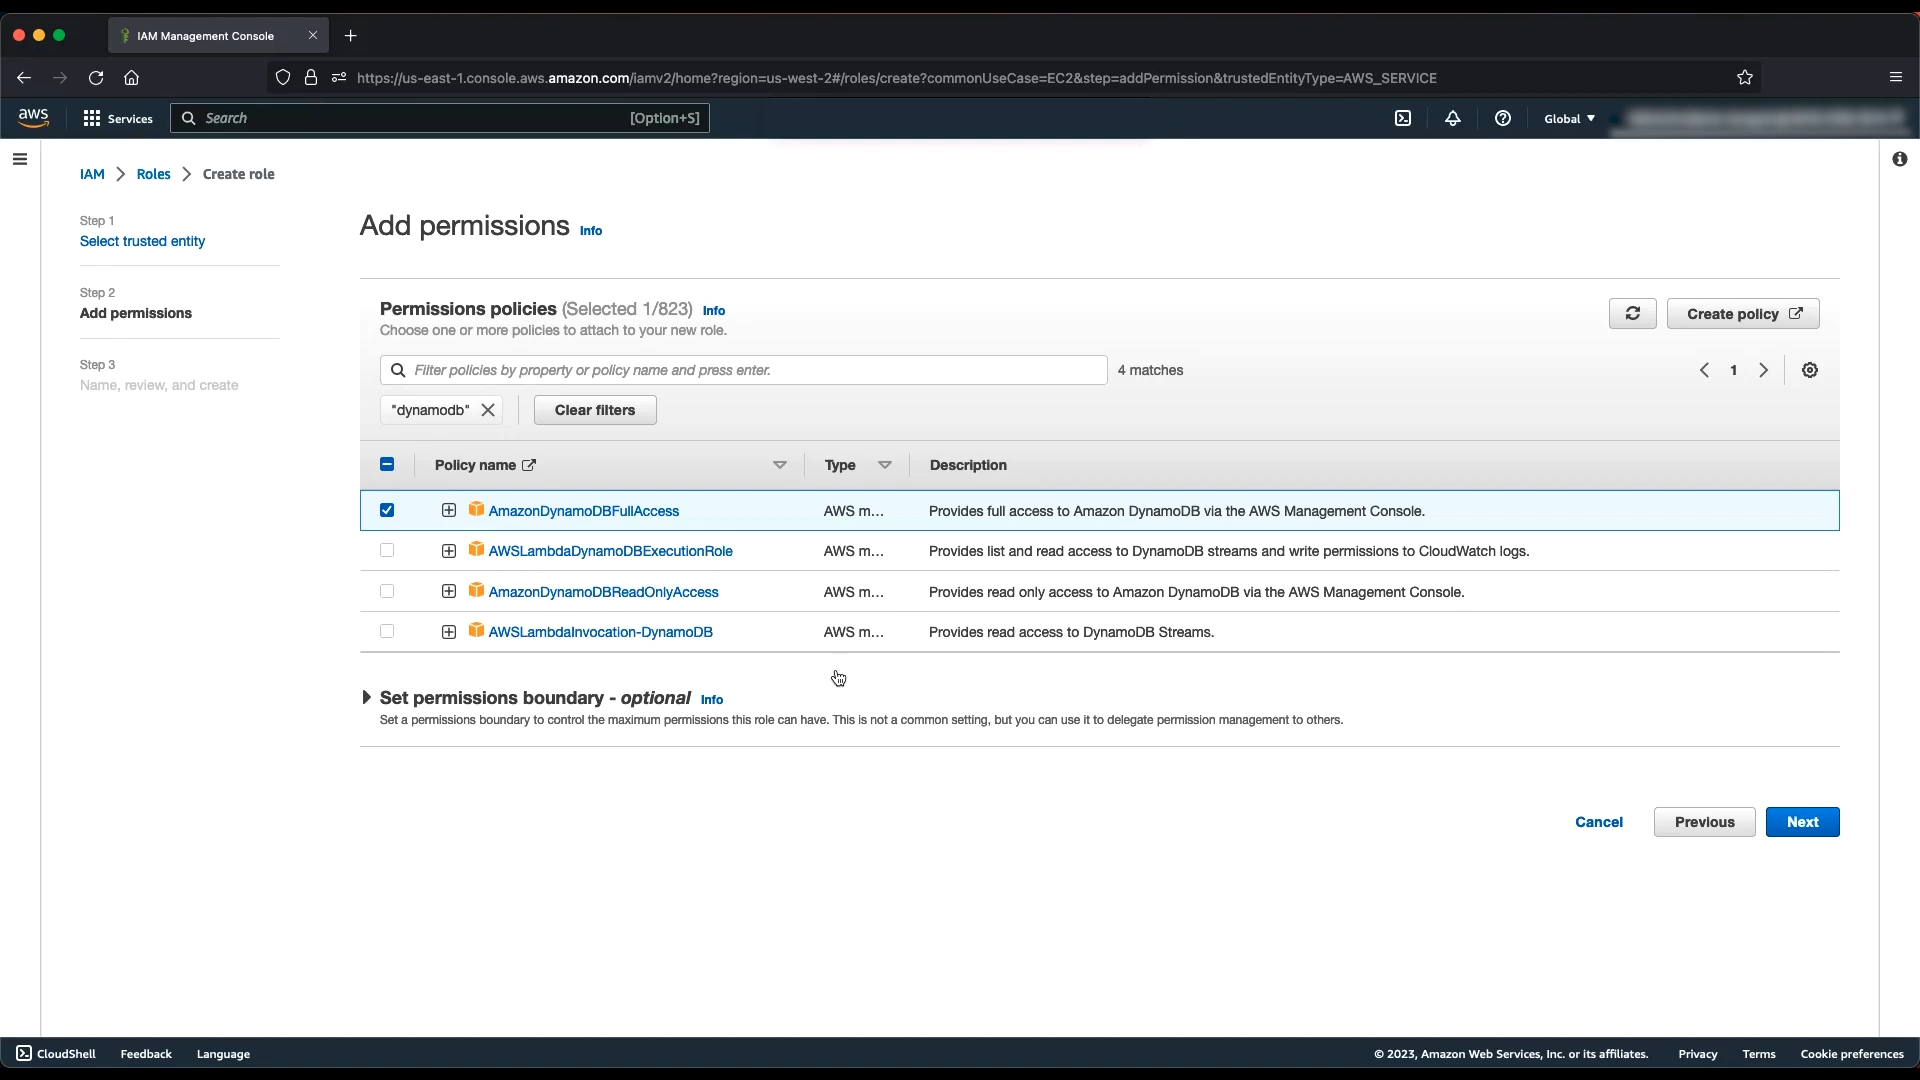 IAM Management Console
https://us-east-1.console.aws.amazon.com/iamv2/home?region=us-west-2#/roles/create?commonUseCase=EC2&step=addPermission&trustedEntityType=AWS_SERVICE
aws
Services
Search
[Option+S]
Global
IAM
Roles
Create role
Step 1
Select trusted entity
Step 2
Add permissions
Step 3
Name, review, and create
Add permissions Info
Permissions policies (Selected 1/823) Info
Choose one or more policies to attach to your new role.
Create policy
Filter policies by property or policy name and press enter.
4 matches
1
"dynamodb"
Clear filters
Policy name
Type
Description
AmazonDynamoDBFullAccess AWS m... Provides full access to Amazon DynamoDB via the AWS Management Console.
AWSLambdaDynamoDBExecutionRole AWS m... Provides list and read access to DynamoDB streams and write permissions to CloudWatch logs.
AmazonDynamoDBReadOnlyAccess AWS m... Provides read only access to Amazon DynamoDB via the AWS Management Console.
AWSLambdaInvocation-DynamoDB AWS m... Provides read access to DynamoDB Streams.
Set permissions boundary - optional Info
Set a permissions boundary to control the maximum permissions this role can have. This is not a common setting, but you can use it to delegate permission management to others.
Cancel
Previous
Next
CloudShell
Feedback
Language
© 2023, Amazon Web Services, Inc. or its affiliates.
Privacy
Terms
Cookie preferences